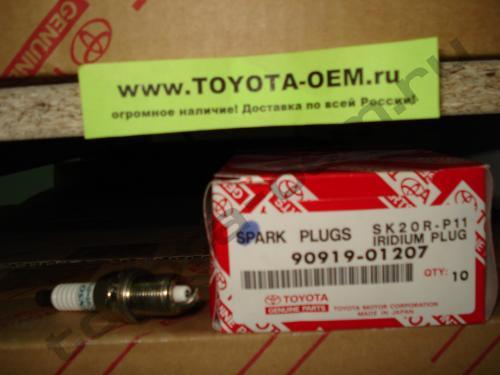 GENUINE
www.TOYOTA-OEM.ru
огромное наличие! Доставка по всей России!
SPARK PLUGS SK20R-P11
IRIDIUM PLUG
90919-01207
QTY: 10
TOYOTA
GENUINE PARTS
TOYOTA MOTOR CORPORATION
MADE IN JAPAN